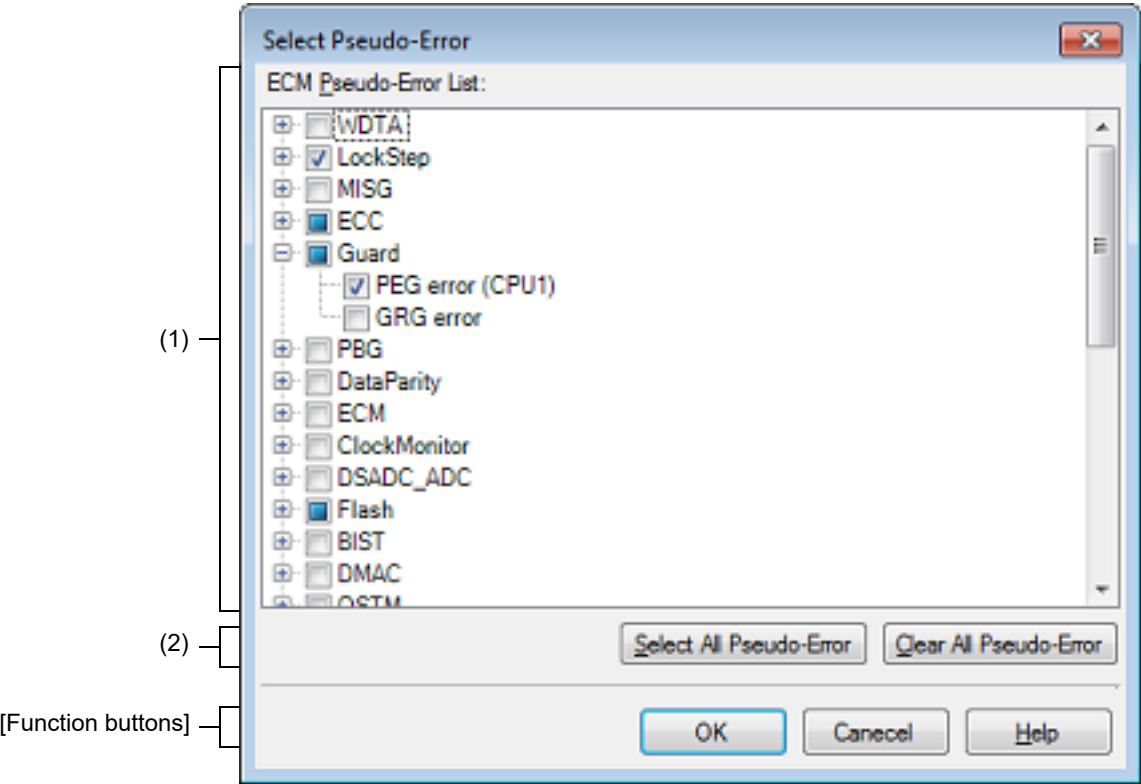 Select Pseudo-Error
ECM Pseudo-Error List:
WDTA
LockStep
MISG
ECC
Guard
PEG error (CPU1)
GRG error
(1)
PBG
DataParity
ECM
ClockMonitor
DSADC_ADC
Flash
BIST
DMAC
OSTM
(2)
Select All Pseudo-Error
Clear All Pseudo-Error
[Function buttons]
OK
Canecel
Help